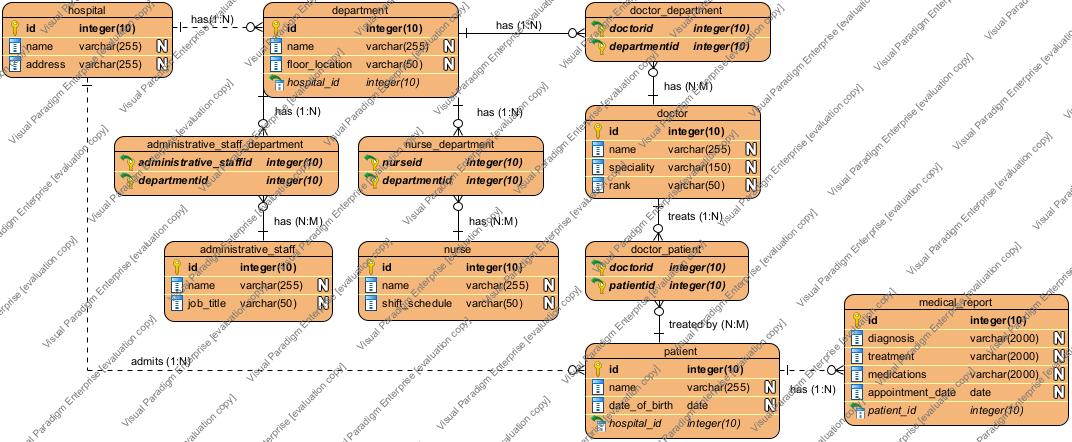 hospital
id integer(10)
name varchar(255) N
address varchar(255) N
has(1:N)
department
id integer(10)
name varchar(255) N
floor_location varchar(50) N
hospital_id integer(10)
has (1:N)
doctor_department
doctorid integer(10)
departmentid integer(10)
has (N:M)
doctor
id integer(10)
name varchar(255) N
speciality varchar(150) N
rank varchar(50) N
has (1:N)
has (1:N)
administrative_staff_department
administrative_staffid integer(10)
departmentid integer(10)
nurse_department
nurseid integer(10)
departmentid integer(10)
has (N:M)
has (N:M)
treats (1:N)
administrative_staff
id integer(10)
name varchar(255) N
job_title varchar(50) N
nurse
id integer(10)
name varchar(255) N
shift_schedule varchar(50) N
doctor_patient
doctorid integer(10)
patientid integer(10)
treated by (N:M)
admits (1:N)
patient
id integer(10)
name varchar(255) N
date_of_birth date N
hospital_id integer(10)
has (1:N)
medical_report
id integer(10)
diagnosis varchar(2000) N
treatment varchar(2000) N
medications varchar(2000) N
appointment_date date N
patient_id integer(10)
Visual Paradigm Enterprise [evaluation copy]